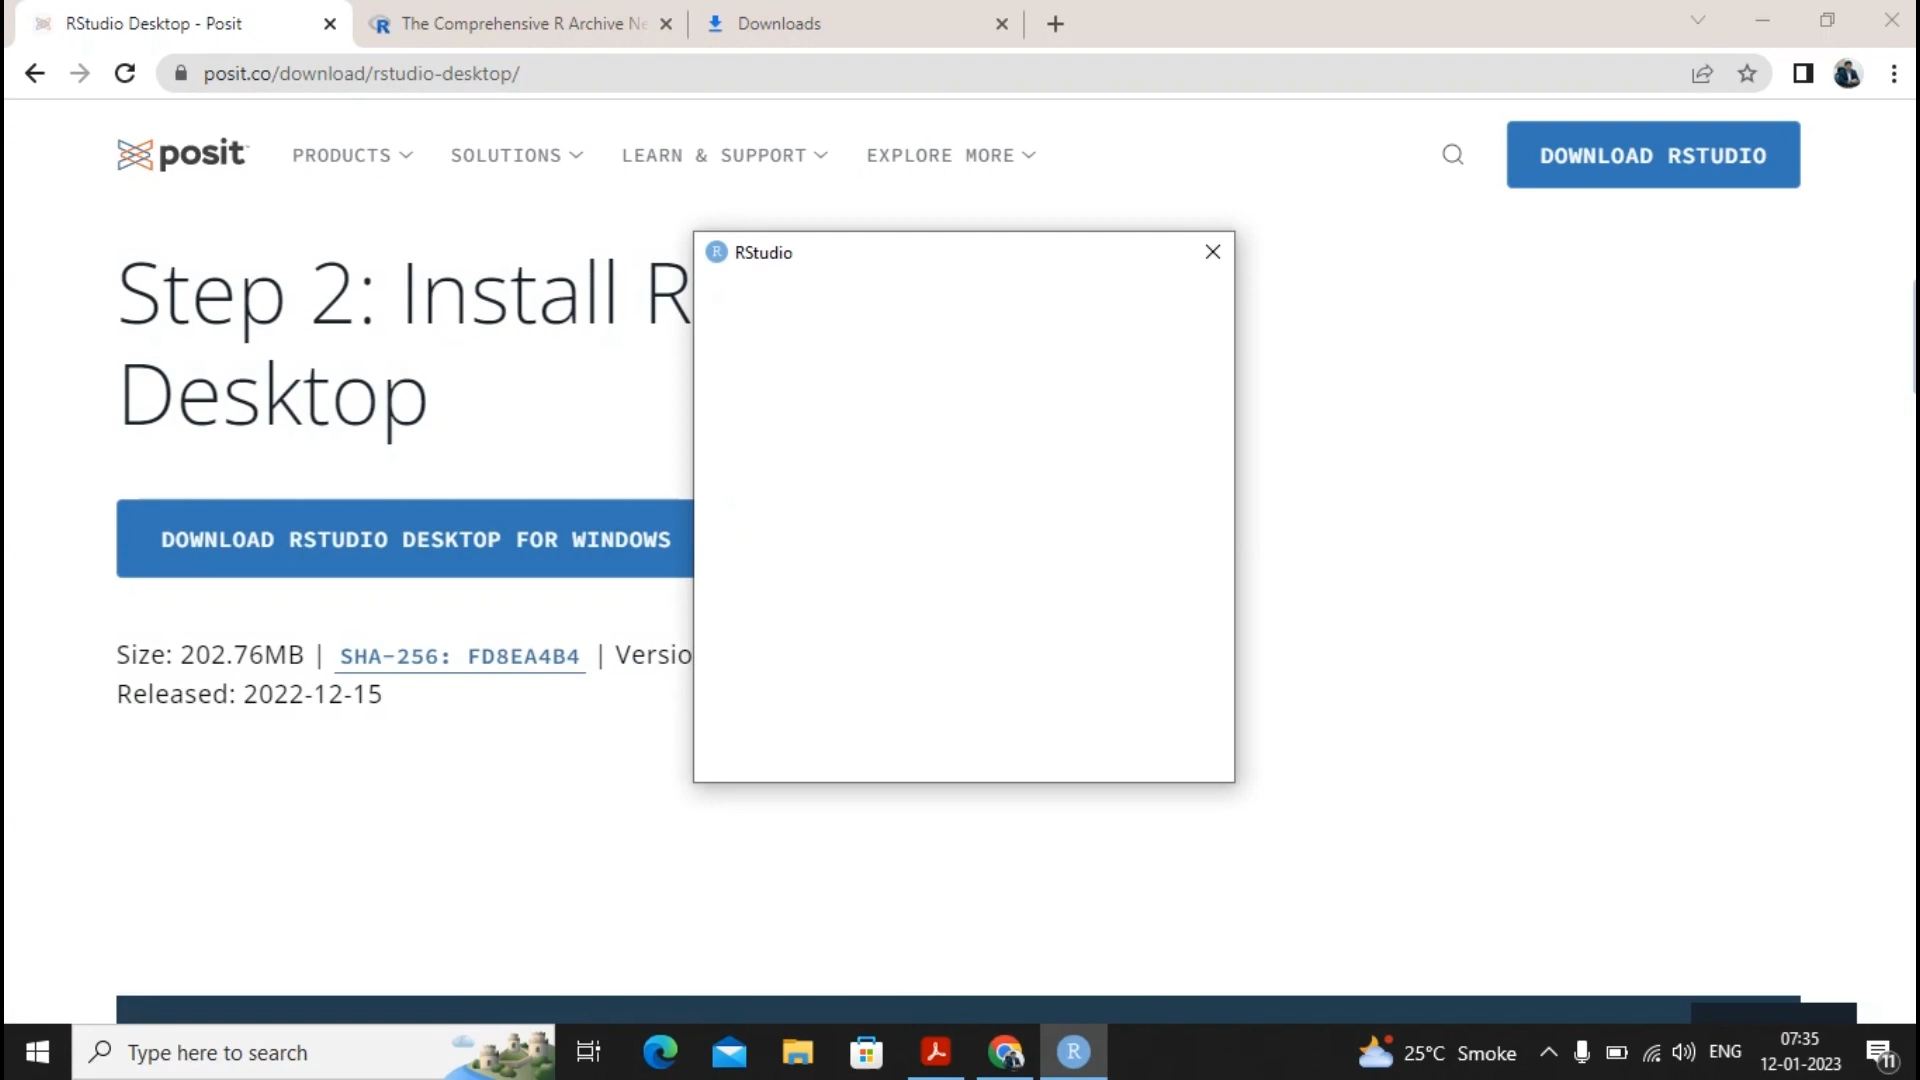 RStudio Desktop - Posit
The Comprehensive R Archive Ne
Downloads
posit.co/download/rstudio-desktop/
posit
PRODUCTS
SOLUTIONS
LEARN & SUPPORT
EXPLORE MORE
DOWNLOAD RSTUDIO
RStudio
Step 2: Install R
Desktop
DOWNLOAD RSTUDIO DESKTOP FOR WINDOWS
Size: 202.76MB | SHA-256: FD8EA4B4 | Versio
Released: 2022-12-15
Type here to search
25°C Smoke
ENG
07:35
12-01-2023
11